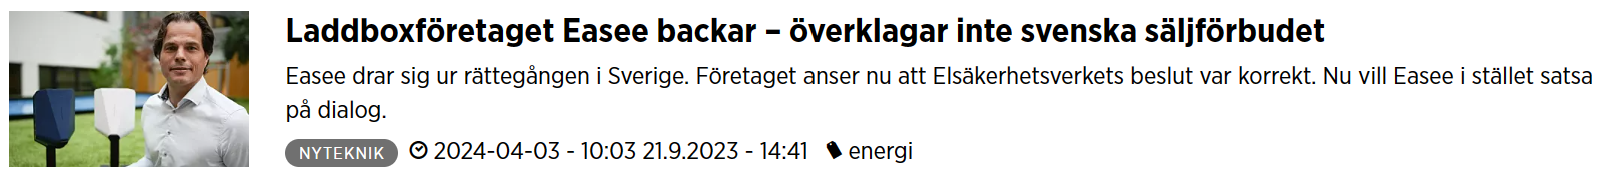 Laddboxföretaget Easee backar – överklagar inte svenska säljförbudet
Easee drar sig ur rättegången i Sverige. Företaget anser nu att Elsäkerhetsverkets beslut var korrekt. Nu vill Easee i stället satsa
på dialog.
NYTEKNIK 2024-04-03 - 10:03 21.9.2023 - 14:41 energi